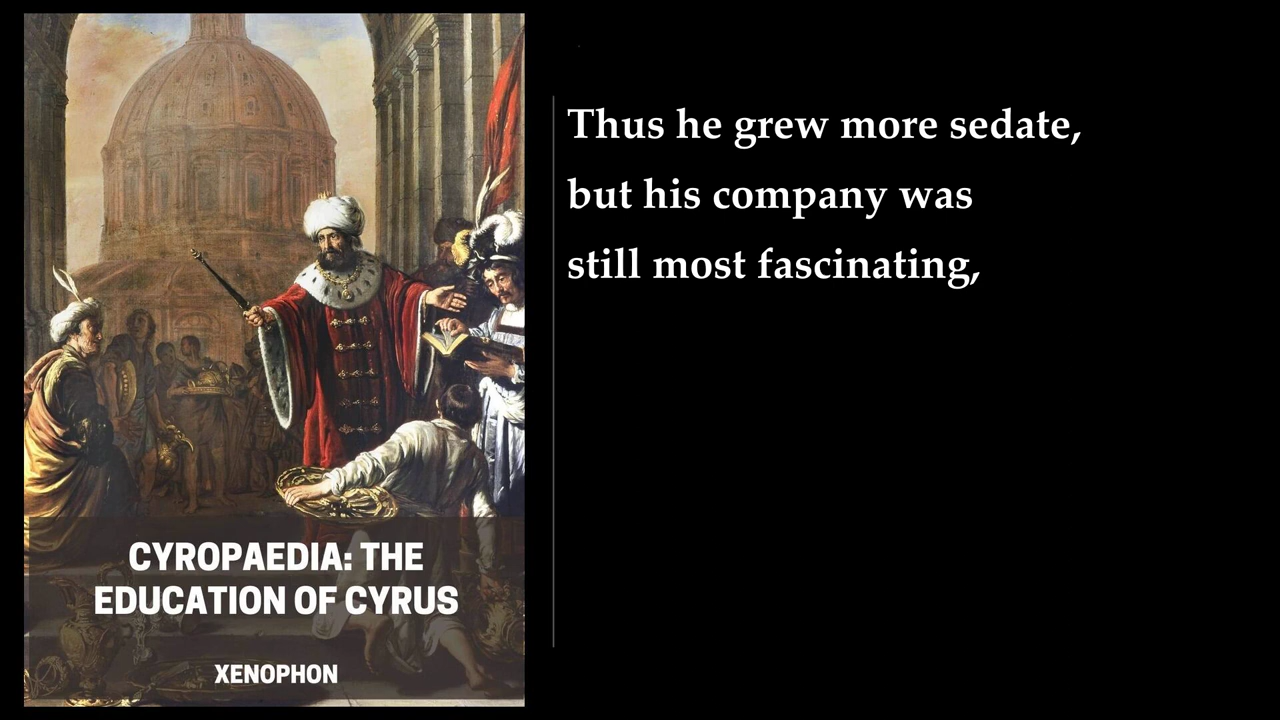 Thus he grew more sedate,
but his company was
still most fascinating,
CYROPAEDIA: THE
EDUCATION OF CYRUS
XENOPHON